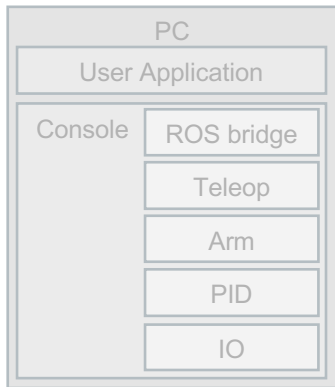 PC
User Application
Console
ROS bridge
Teleop
Arm
PID
IO